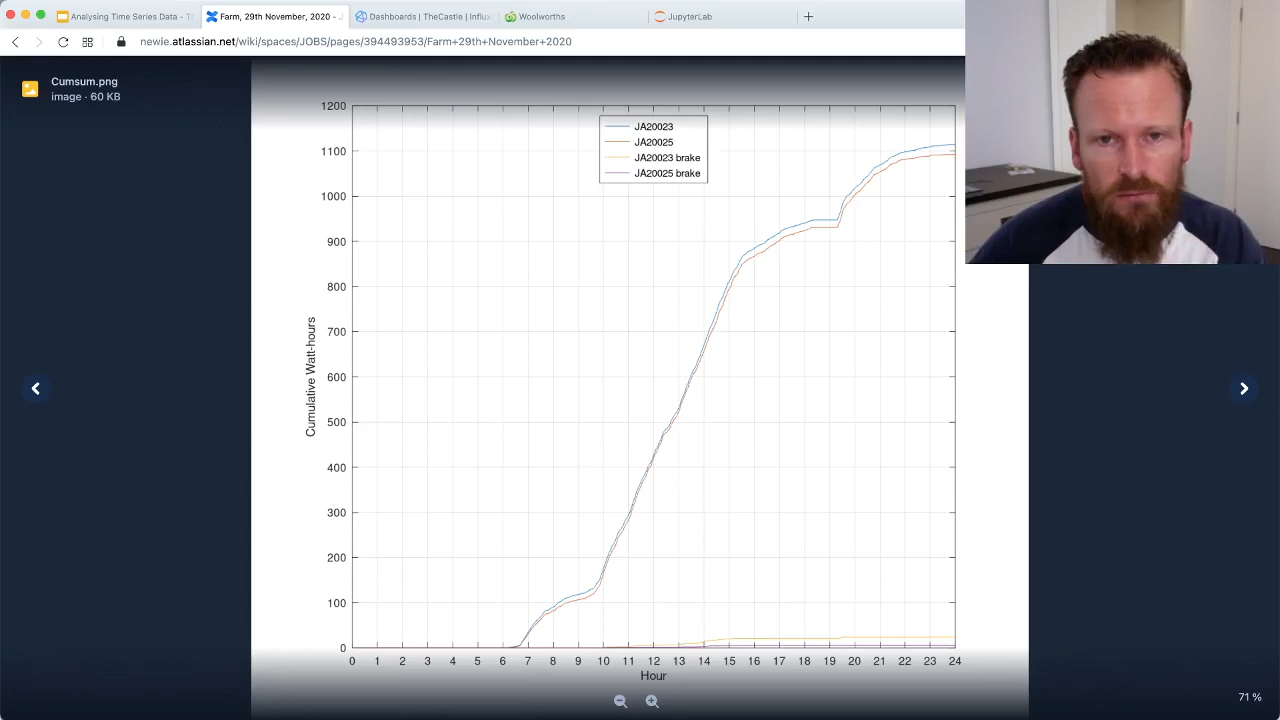 Analysing Time Series Data - T
Farm, 29th November, 2020 - J
Dashboards | TheCastle | Influx
Woolworths
JupyterLab
newie.atlassian.net/wiki/spaces/JOBS/pages/394493953/Farm+29th+November+2020
Cumsum.png
image · 60 KB
JA20023
JA20025
JA20023 brake
JA20025 brake
1200
1100
1000
900
800
700
600
500
400
300
200
100
0
Cumulative Watt-hours
0 1 2 3 4 5 6 7 8 9 10 11 12 13 14 15 16 17 18 19 20 21 22 23 24
Hour
71 %